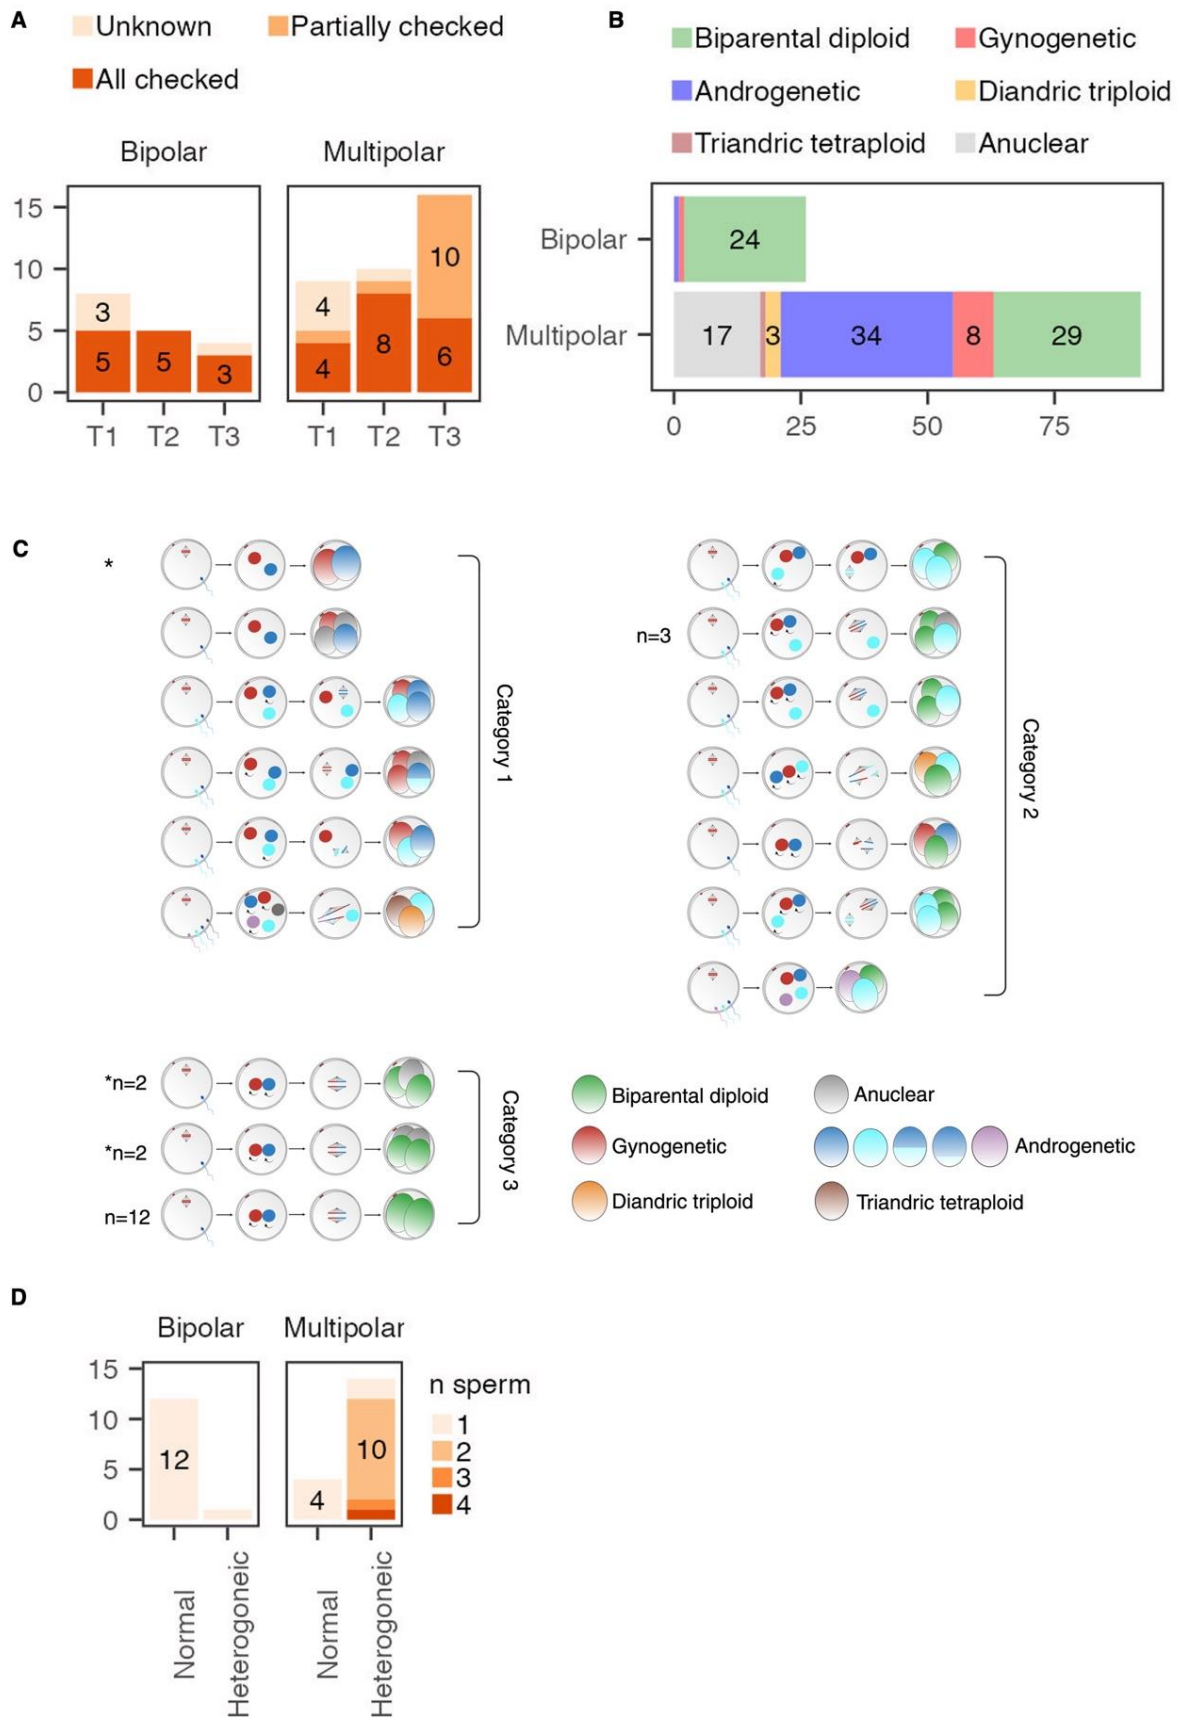 A
Unknown
Partially checked
All checked
Bipolar
Multipolar
15
10
5
0
3
5
5
3
4
4
8
10
6
T1
T2
T3
T1
T2
T3
B
Biparental diploid
Gynogenetic
Androgenetic
Diandric triploid
Triandric tetraploid
Anuclear
Bipolar
24
Multipolar
17
3
34
8
29
0
25
50
75
C
*
Category 1
n=3
Category 2
*n=2
*n=2
n=12
Category 3
Biparental diploid
Anuclear
Gynogenetic
Androgenetic
Diandric triploid
Triandric tetraploid
D
Bipolar
Multipolar
15
10
5
0
12
4
10
n sperm
1
2
3
4
Normal
Heterogoneic
Normal
Heterogoneic